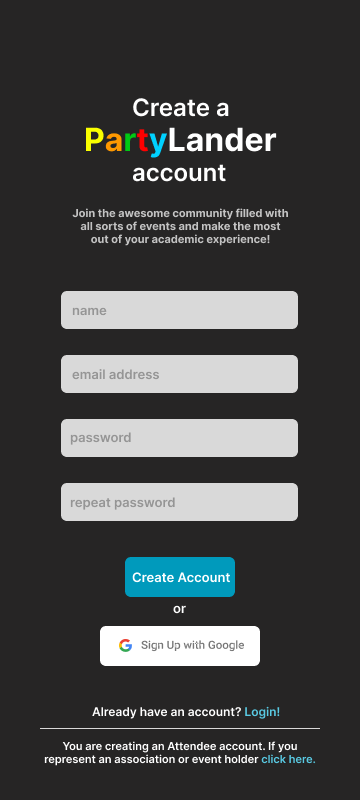 Create a
PartyLander
account
Join the awesome community filled with
all sorts of events and make the most
out of your academic experience!
name
email address
password
repeat password
Create Account
or
Sign Up with Google
Already have an account? Login!
You are creating an Attendee account. If you
represent an association or event holder click here.